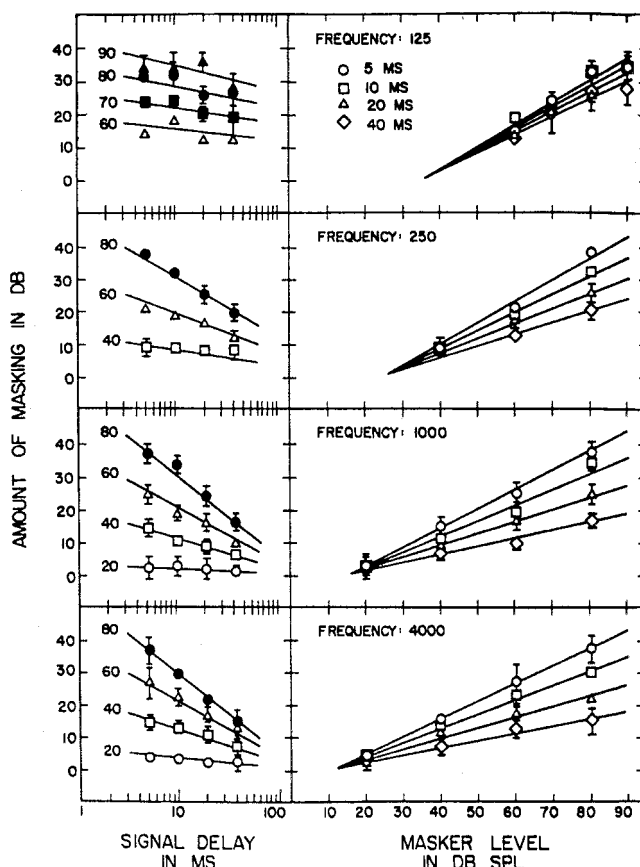 AMOUNT OF MASKING IN DB
40
30
20
10
0
90
80
70
60
FREQUENCY: 125
5 MS
10 MS
20 MS
40 MS
40
30
20
10
0
80
60
40
FREQUENCY: 250
40
30
20
10
0
80
60
40
20
FREQUENCY: 1000
40
30
20
10
0
80
60
40
20
FREQUENCY: 4000
1 10 100 10 20 30 40 50 60 70 80 90
SIGNAL DELAY
IN MS
MASKER LEVEL
IN DB SPL